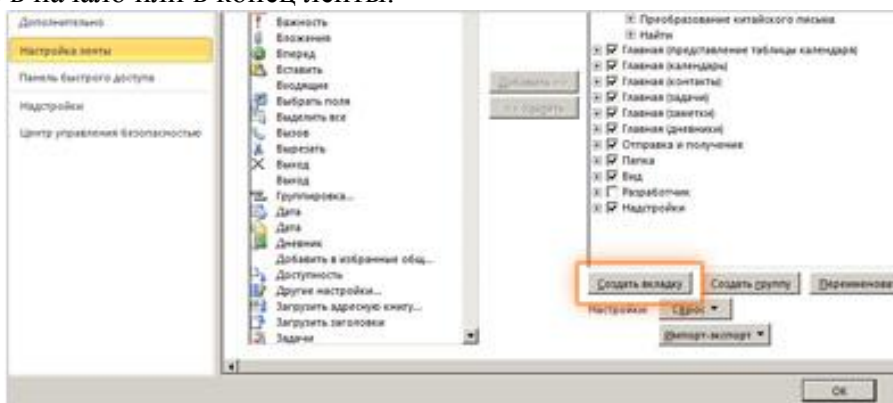 в начало или в конец ленты.
Дополнительно
Настройка ленты
Панель быстрого доступа
Надстройки
Центр управления безопасностью
Важность
Вложения
Вперед
Вставить
Входящие
Выбрать поля
Выделить все
Вызов
Вырезать
Выход
Выход
Группировка...
Дата
Дата
Дневник
Добавить в избранные общ...
Доступность
Другие настройки...
Загрузить адресную книгу...
Загрузить заголовки
Задачи
Добавить >>
<< Удалить
Преобразование китайского письма
Найти
Главная (представление таблицы календаря)
Главная (календарь)
Главная (контакты)
Главная (задачи)
Главная (заметки)
Главная (дневники)
Отправка и получение
Папка
Вид
Разработчик
Надстройки
Создать вкладку
Создать группу
Переименова
Настройки:
Сброс
Импорт-экспорт
ОК